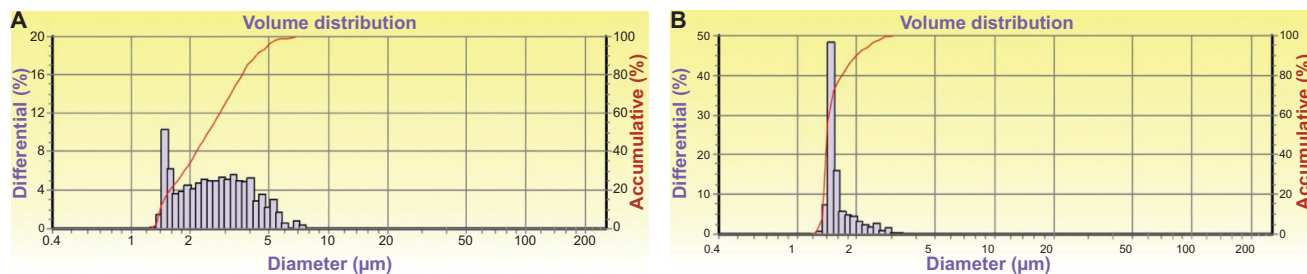 A
Volume distribution
Differential (%)
20
16
12
8
4
0
100
80
60
40
20
0
Accumulative (%)
0.4 1 2 5 10 20 50 100 200
Diameter (µm)
B
Volume distribution
Differential (%)
50
40
30
20
10
0
100
80
60
40
20
0
Accumulative (%)
0.4 1 2 5 10 20 50 100 200
Diameter (µm)